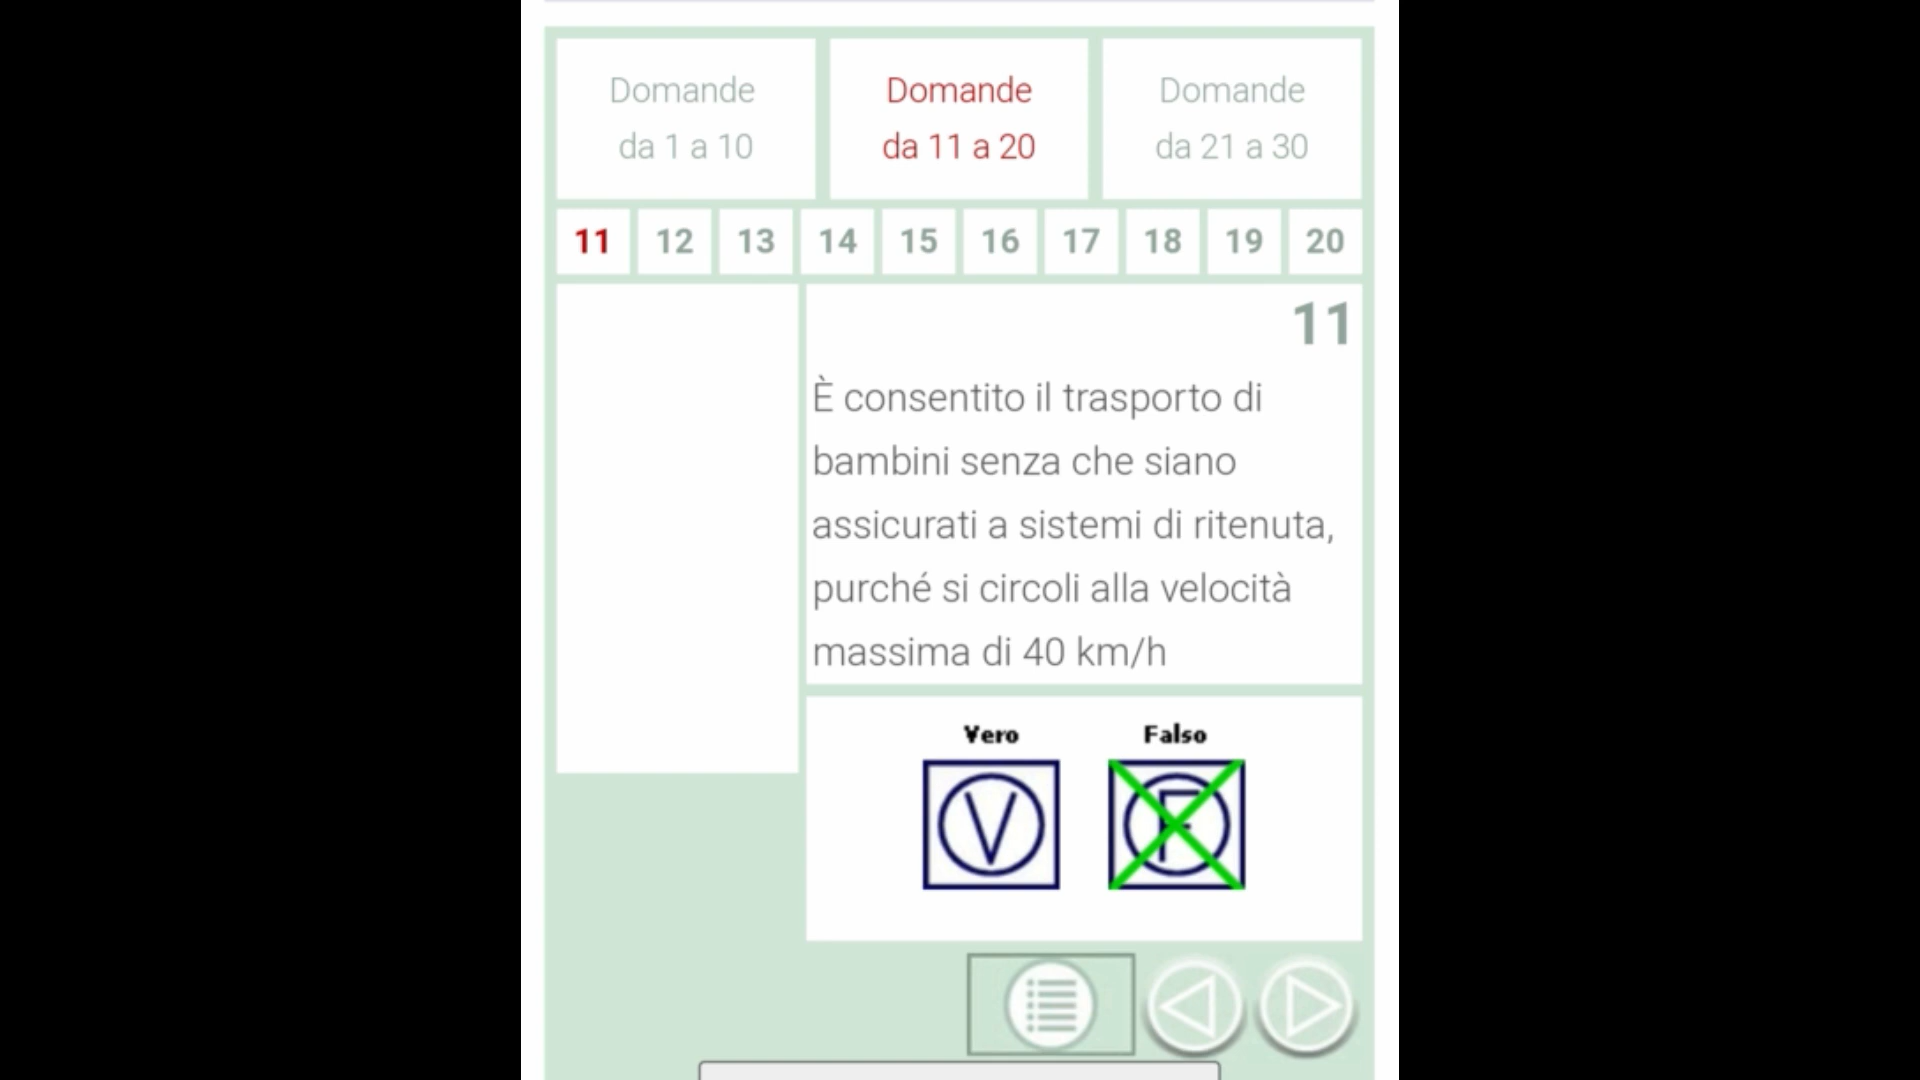 Domande
da 1 a 10
Domande
da 11 a 20
Domande
da 21 a 30
11 12 13 14 15 16 17 18 19 20
11
È consentito il trasporto di
bambini senza che siano
assicurati a sistemi di ritenuta,
purché si circoli alla velocità
massima di 40 km/h
Vero Falso
V F